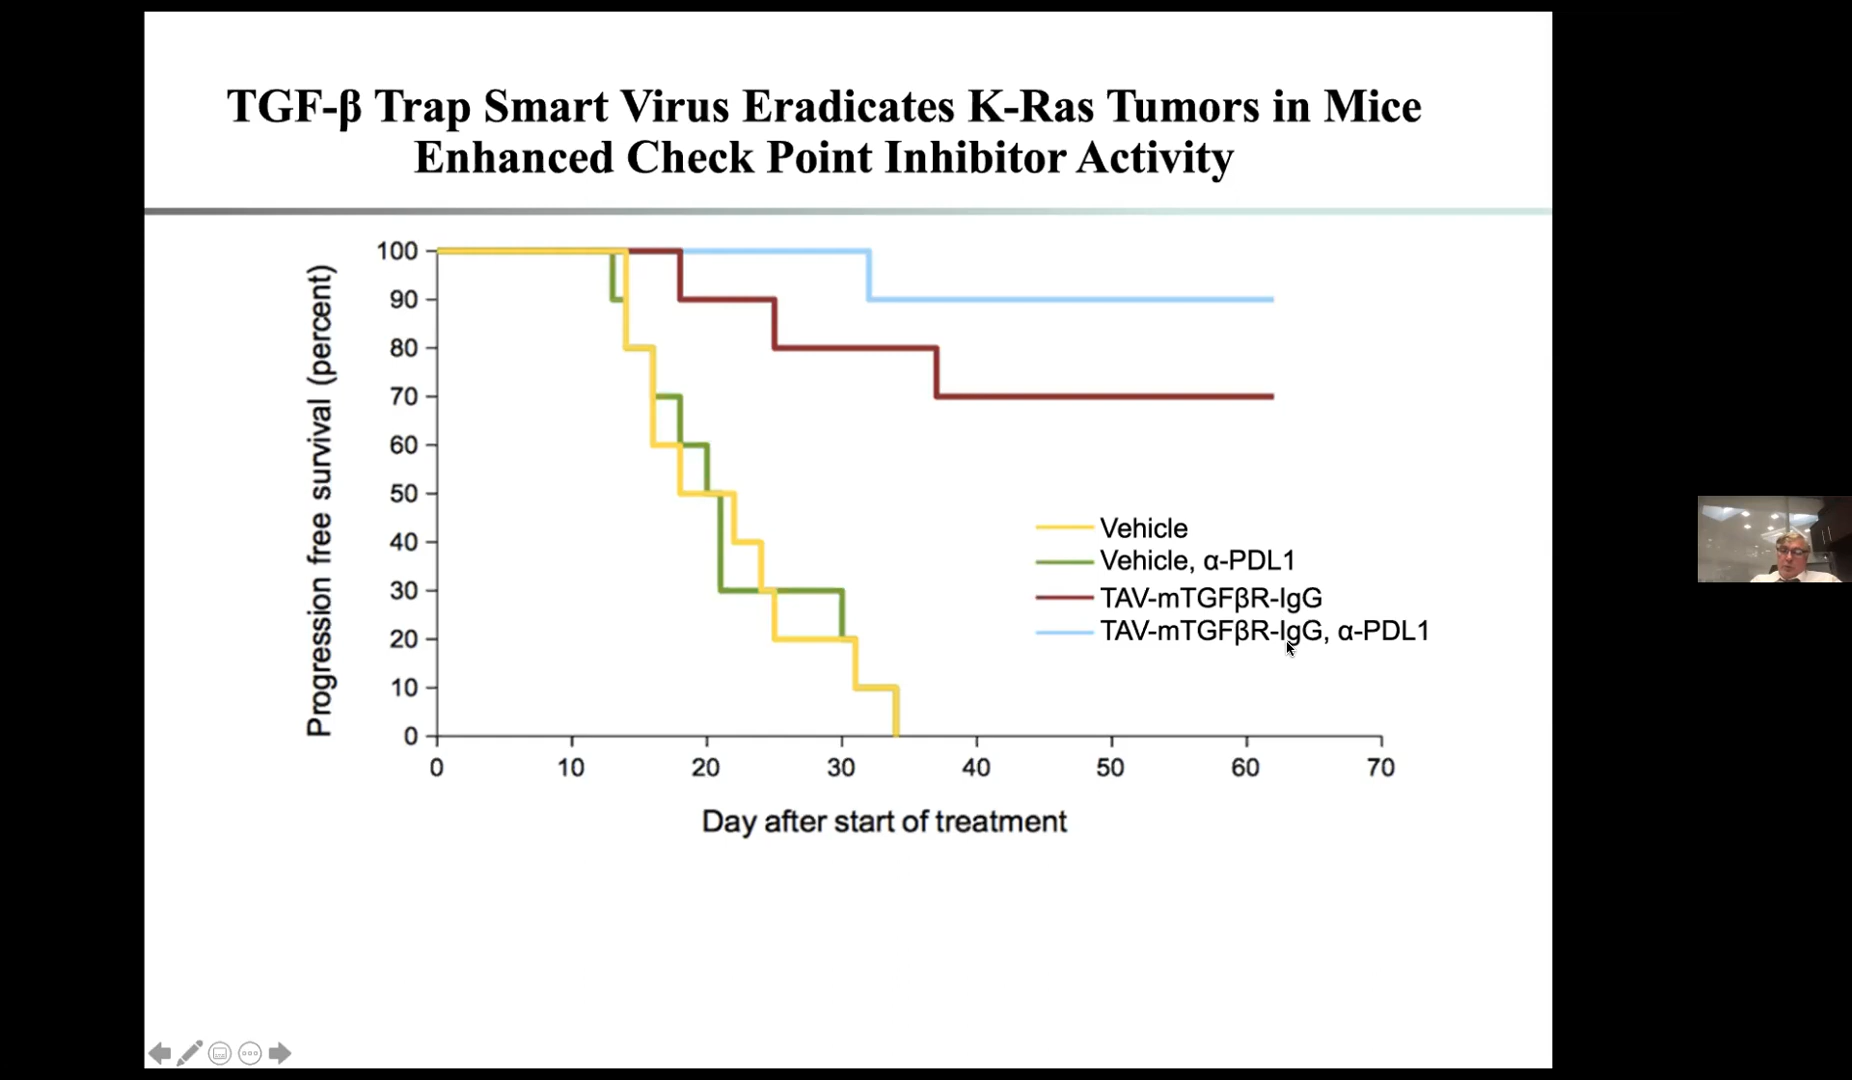 TGF-β Trap Smart Virus Eradicates K-Ras Tumors in Mice
Enhanced Check Point Inhibitor Activity
Progression free survival (percent)
100
90
80
70
60
50
40
30
20
10
0
0 10 20 30 40 50 60 70
Day after start of treatment
Vehicle
Vehicle, α-PDL1
TAV-mTGFβR-IgG
TAV-mTGFβR-IgG, α-PDL1